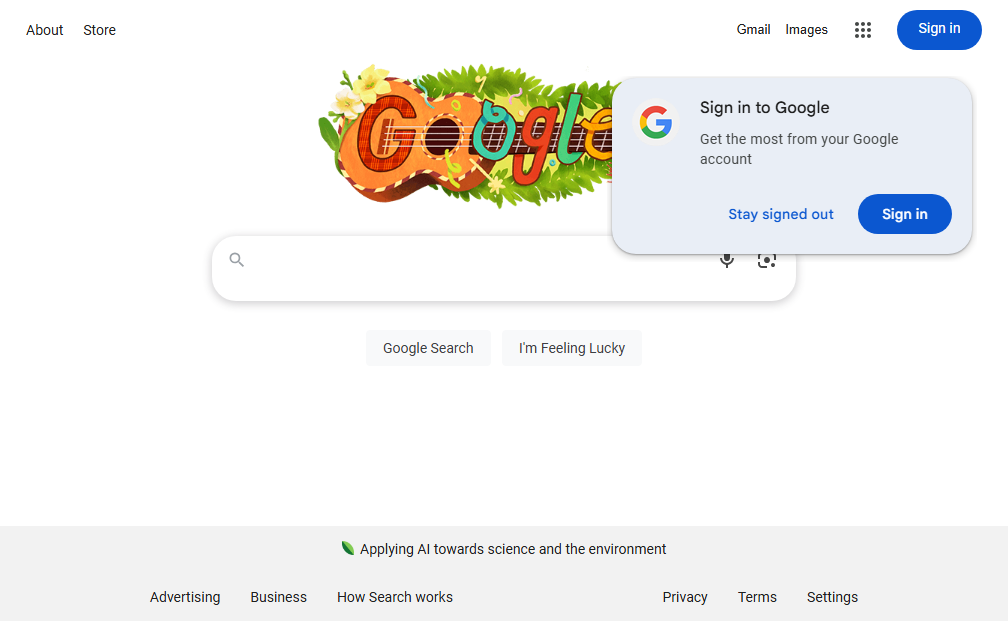 About Store Gmail Images Sign in
Google
Sign in to Google
Get the most from your Google
account
Stay signed out Sign in
Google Search I'm Feeling Lucky
Applying AI towards science and the environment
Advertising Business How Search works Privacy Terms Settings